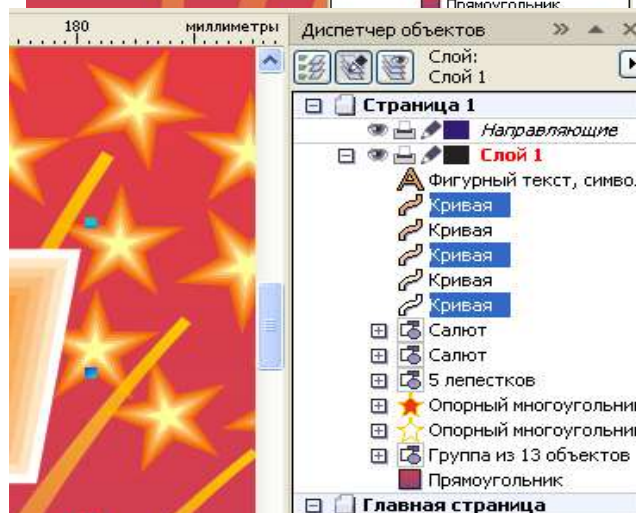 Прямоугольник
180 миллиметры
Диспетчер объектов
Слой:
Слой 1
Страница 1
Направляющие
Слой 1
Фигурный текст, симво
Кривая
Кривая
Кривая
Кривая
Кривая
Салют
Салют
5 лепестков
Опорный многоугольни
Опорный многоугольни
Группа из 13 объектов
Прямоугольник
Главная страница